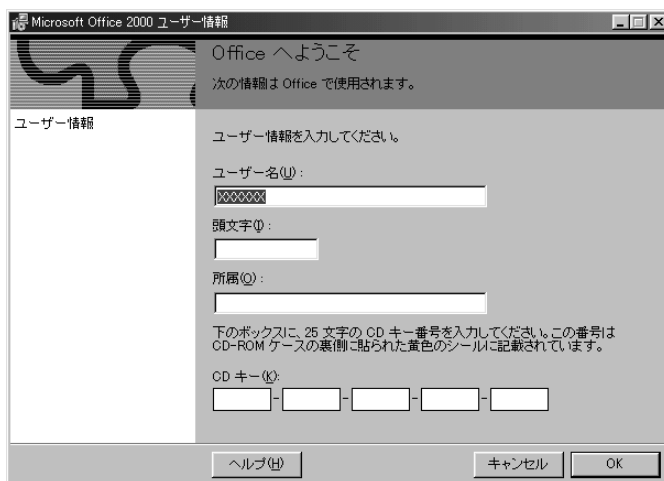 Microsoft Office 2000 ユーザー情報
Office へようこそ
次の情報は Office で使用されます。
ユーザー情報
ユーザー情報を入力してください。
ユーザー名(U):
XXXXXX
頭文字(I):
所属(O):
下のボックスに、25 文字の CD キー番号を入力してください。この番号は
CD-ROM ケースの裏側に貼られた黄色のシールに記載されています。
CD キー(K):
- - - -
ヘルプ(H) キャンセル OK